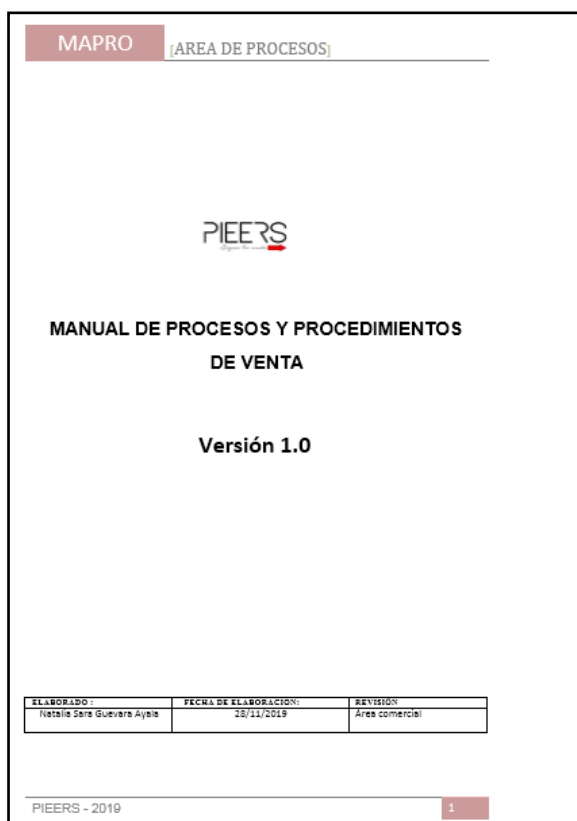 MAPRO
[AREA DE PROCESOS]
PIEERS
MANUAL DE PROCESOS Y PROCEDIMIENTOS
DE VENTA
Versión 1.0
ELABORADO : FECHA DE ELABORACION: REVISIÓN
Natalia Sara Guevara Ayala 28/11/2019 Area comercial
PIEERS - 2019 1